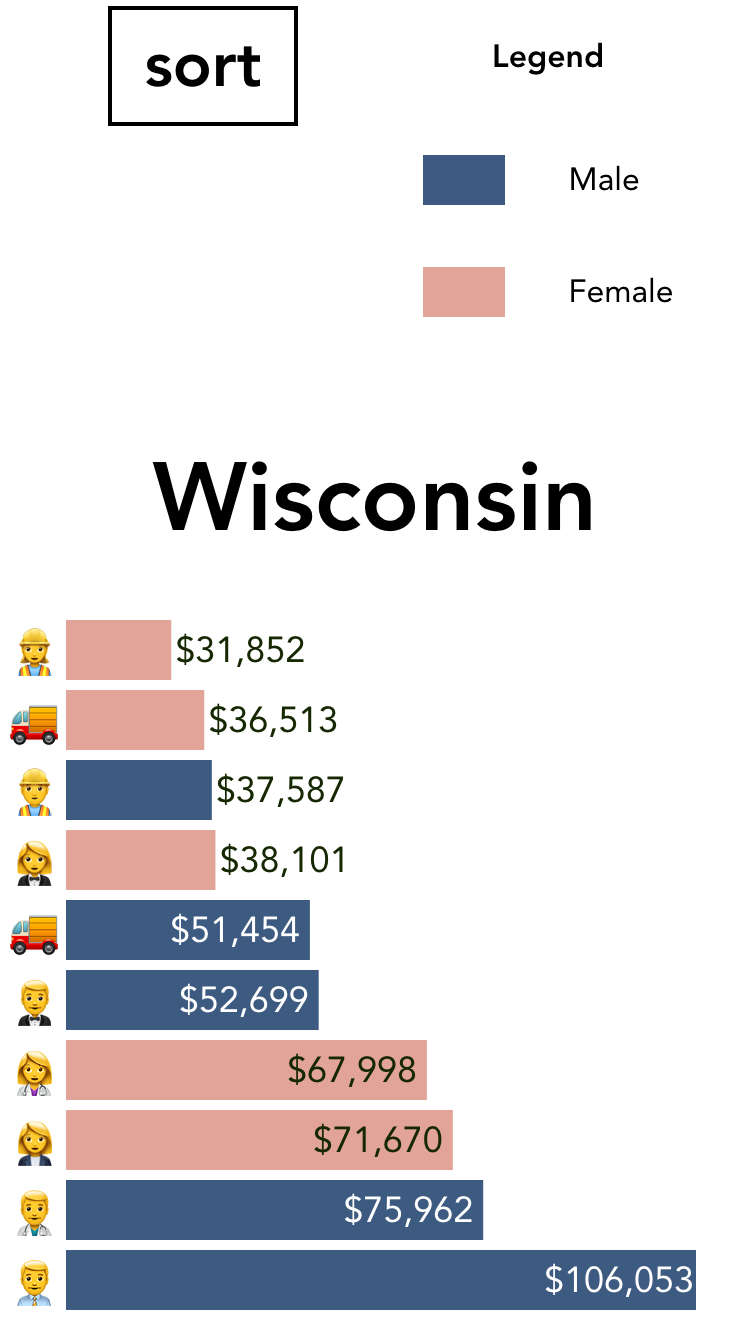 sort
Legend
Male
Female
Wisconsin
$31,852
$36,513
$37,587
$38,101
$51,454
$52,699
$67,998
$71,670
$75,962
$106,053